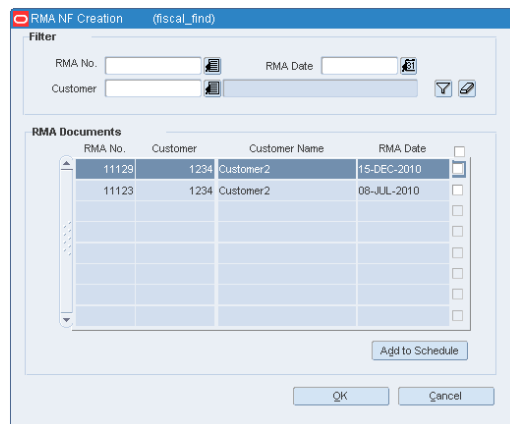 RMA NF Creation (fiscal_find)
Filter
RMA No. RMA Date 31
Customer
RMA Documents
RMA No. Customer Customer Name RMA Date
11129 1234 Customer2 15-DEC-2010
11123 1234 Customer2 08-JUL-2010
Add to Schedule
OK Cancel